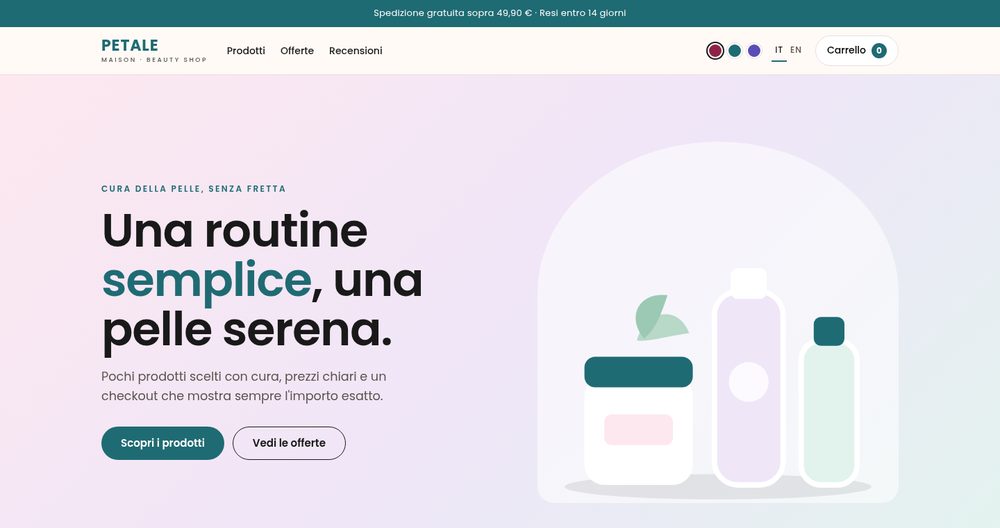 Spedizione gratuita sopra 49,90 € · Resi entro 14 giorni
PETALE
MAISON · BEAUTY SHOP
Prodotti Offerte Recensioni
IT EN
Carrello 0
CURA DELLA PELLE, SENZA FRETTA
Una routine
semplice, una
pelle serena.
Pochi prodotti scelti con cura, prezzi chiari e un
checkout che mostra sempre l'importo esatto.
Scopri i prodotti
Vedi le offerte